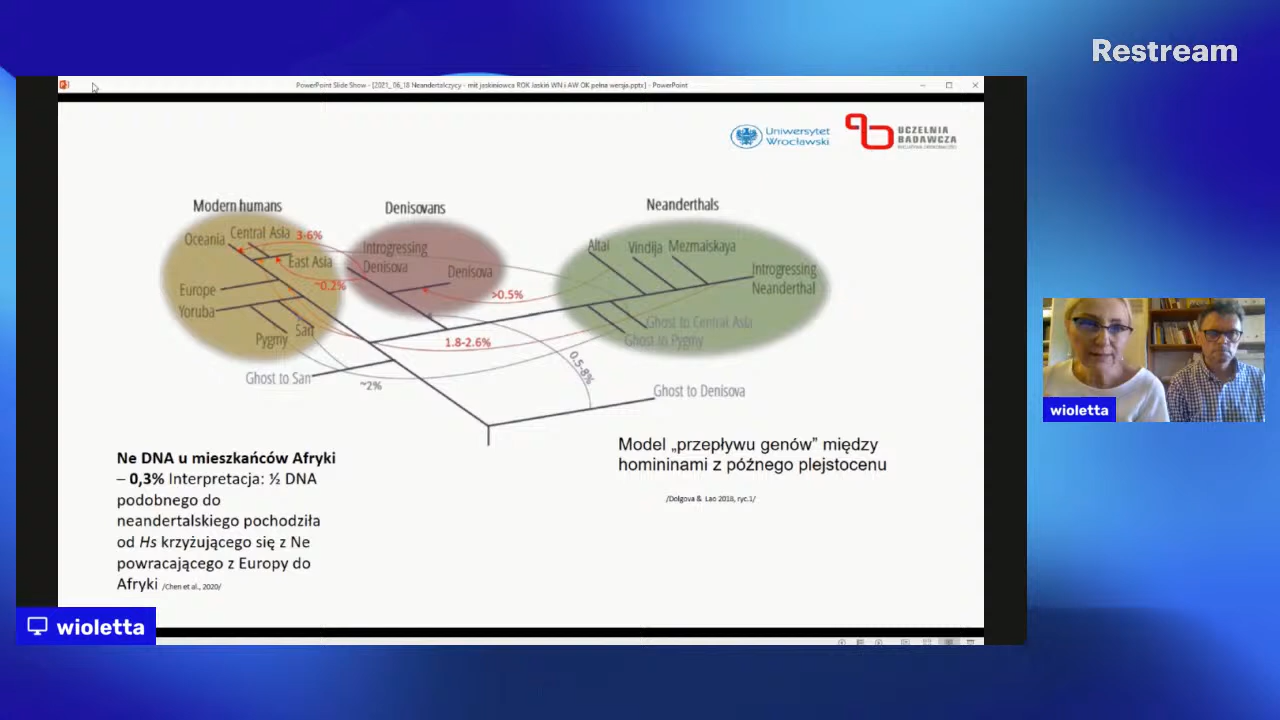 Restream
PowerPoint Slide Show - [2021_ 06_18 Neandertalczycy - mit jaskiniowca ROK Jaskiń WN i AW OK pełna wersja.pptx] - PowerPoint
Uniwersytet
Wrocławski
UCZELNIA
BADAWCZA
Modern humans
Denisovans
Neanderthals
Oceania
Central Asia
3-6%
East Asia
Introgressing
Denisova
Denisova
Altai
Vindija
Mezmaiskaya
Introgressing
Neanderthal
Europe
~0.2%
>0.5%
Yoruba
San
Pygmy
Ghost to Central Asia
Ghost to Pygmy
1.8-2.6%
0.5-8%
Ghost to San
~2%
Ghost to Denisova
Ne DNA u mieszkańców Afryki
– 0,3% Interpretacja: ½ DNA
podobnego do
neandertalskiego pochodziła
od Hs krzyżującego się z Ne
powracającego z Europy do
Afryki /Chen et al., 2020/
Model „przepływu genów” między
homininami z późnego plejstocenu
/Dolgova & Lao 2018, ryc.1/
wioletta
wioletta